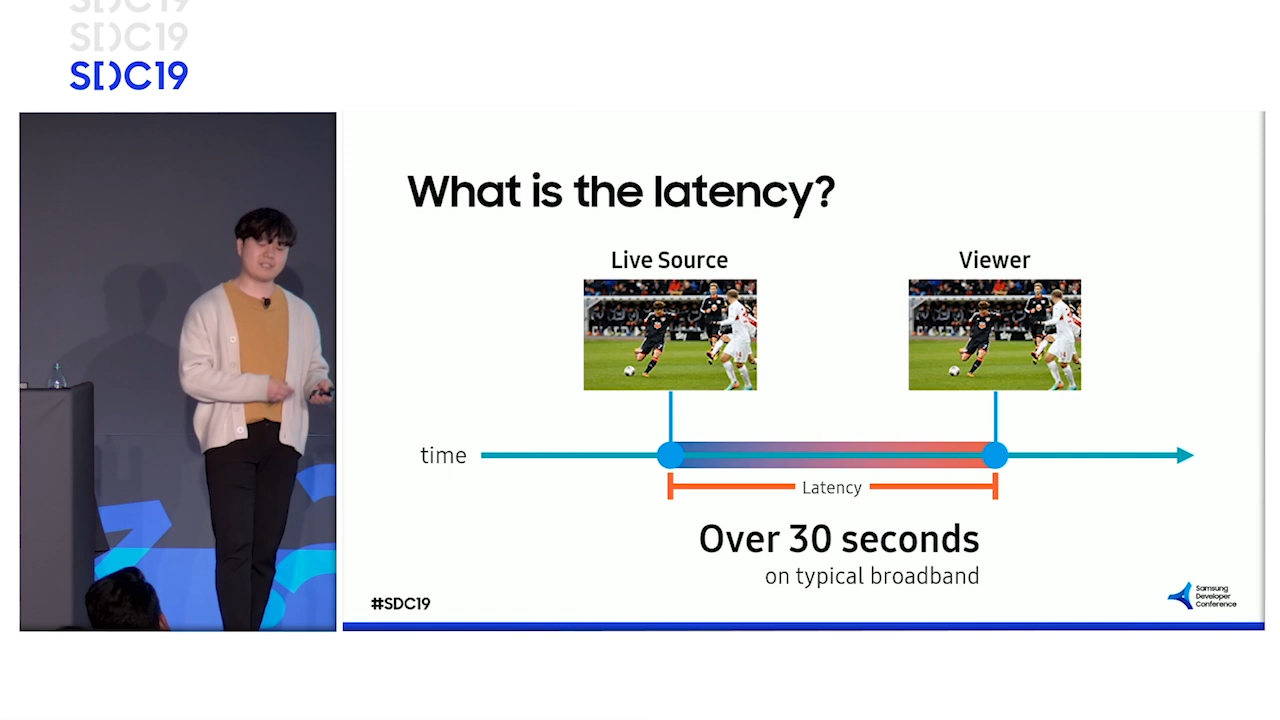 SDC19
SDC19
SDC19
What is the latency?
Live Source
Viewer
time
Latency
Over 30 seconds
on typical broadband
#SDC19
Samsung
Developer
Conference